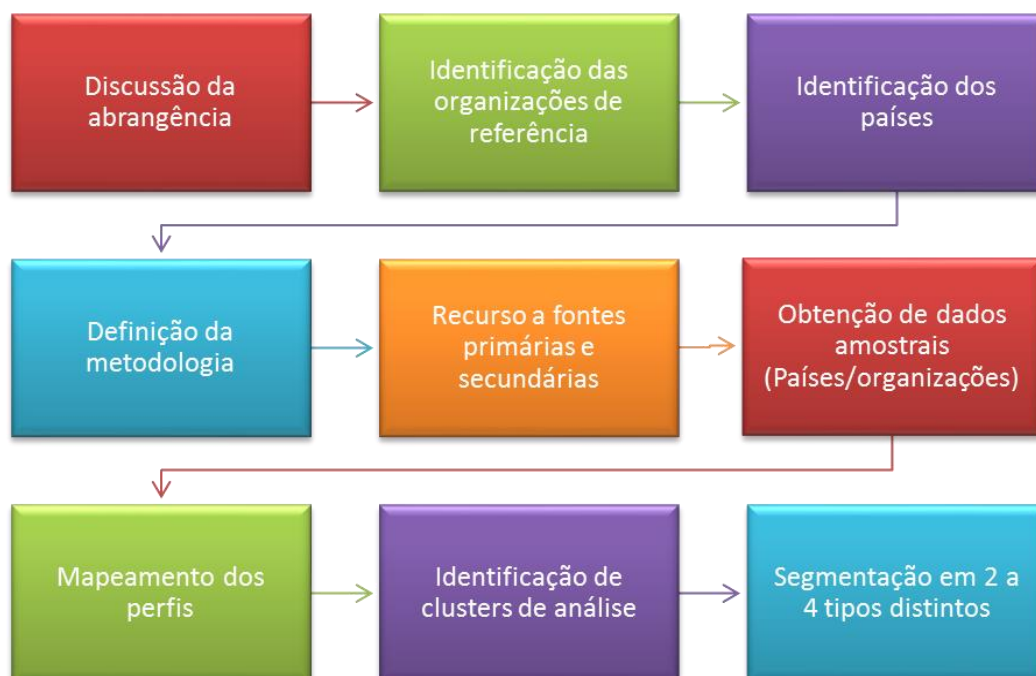 Discussão da
abrangência
Identificação das
organizações de
referência
Identificação dos
países
Definição da
metodologia
Recurso a fontes
primárias e
secundárias
Obtenção de dados
amostrais
(Países/organizações)
Mapeamento dos
perfis
Identificação de
clusters de análise
Segmentação em 2 a
4 tipos distintos